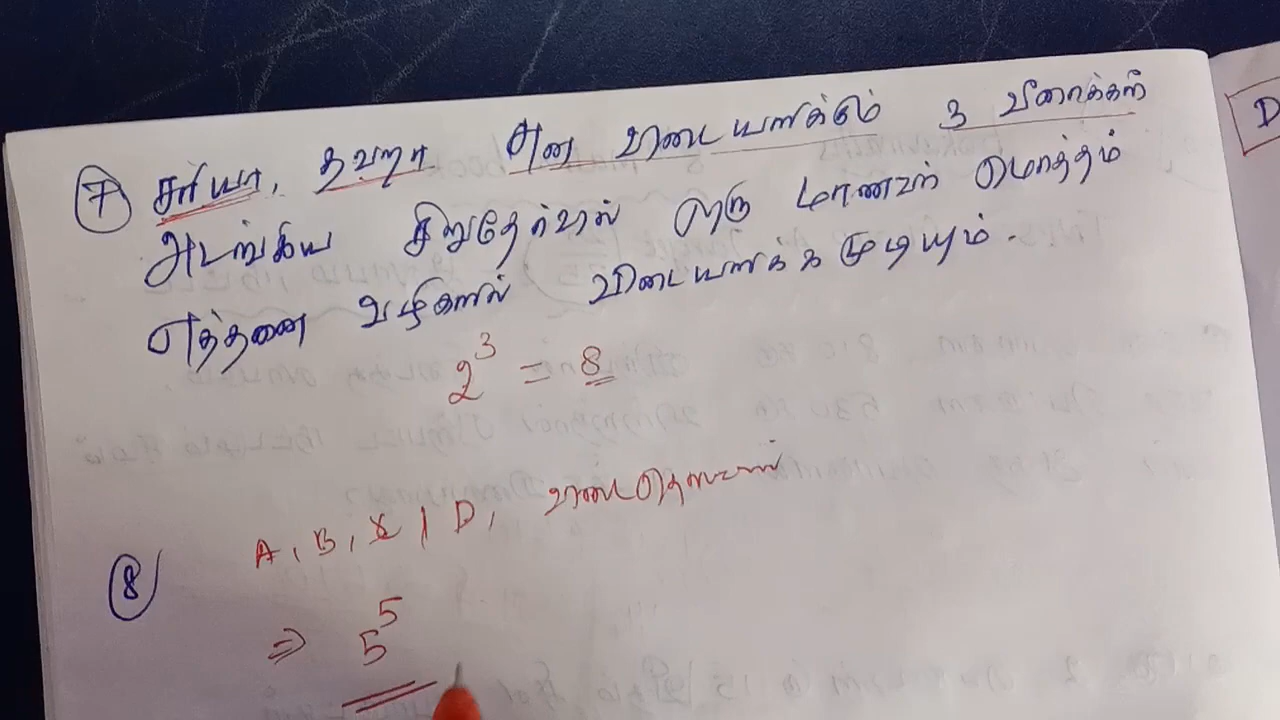 ⑦ சரியா, தவறா என விடையளிக்கும் 3 வினாக்கள்
அடங்கிய சிறுதேர்வில் ஒரு மாணவர் மொத்தம்
எத்தனை வழிகளில் விடையளிக்க முடியும்.
2³ = 8
⑧ A, B, C, D,
⇒ 5⁵
D